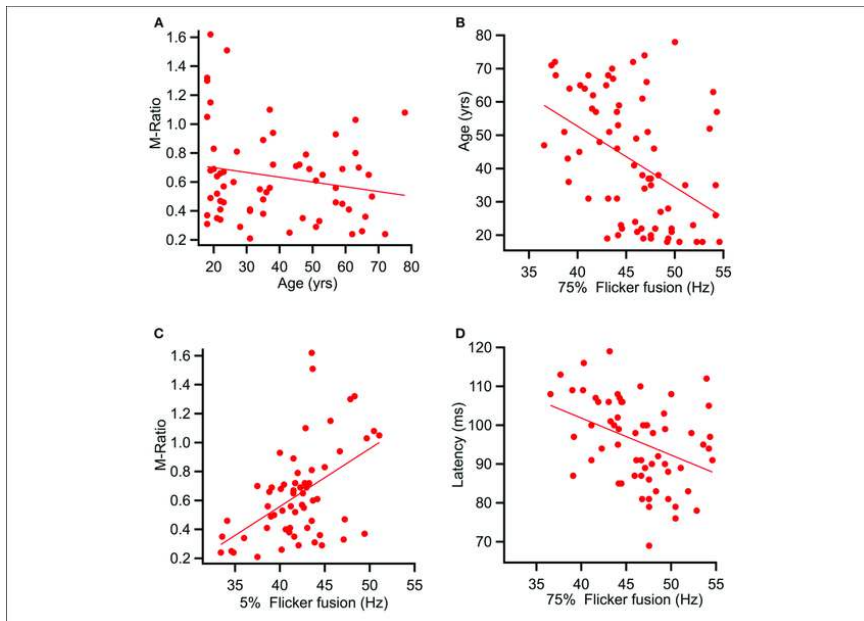 A
1.6
1.4
1.2
1.0
0.8
0.6
0.4
0.2
M-Ratio
20 30 40 50 60 70 80
Age (yrs)
B
80
70
60
50
40
30
20
Age (yrs)
35 40 45 50 55
75% Flicker fusion (Hz)
C
1.6
1.4
1.2
1.0
0.8
0.6
0.4
0.2
M-Ratio
35 40 45 50 55
5% Flicker fusion (Hz)
D
120
110
100
90
80
70
Latency (ms)
35 40 45 50 55
75% Flicker fusion (Hz)